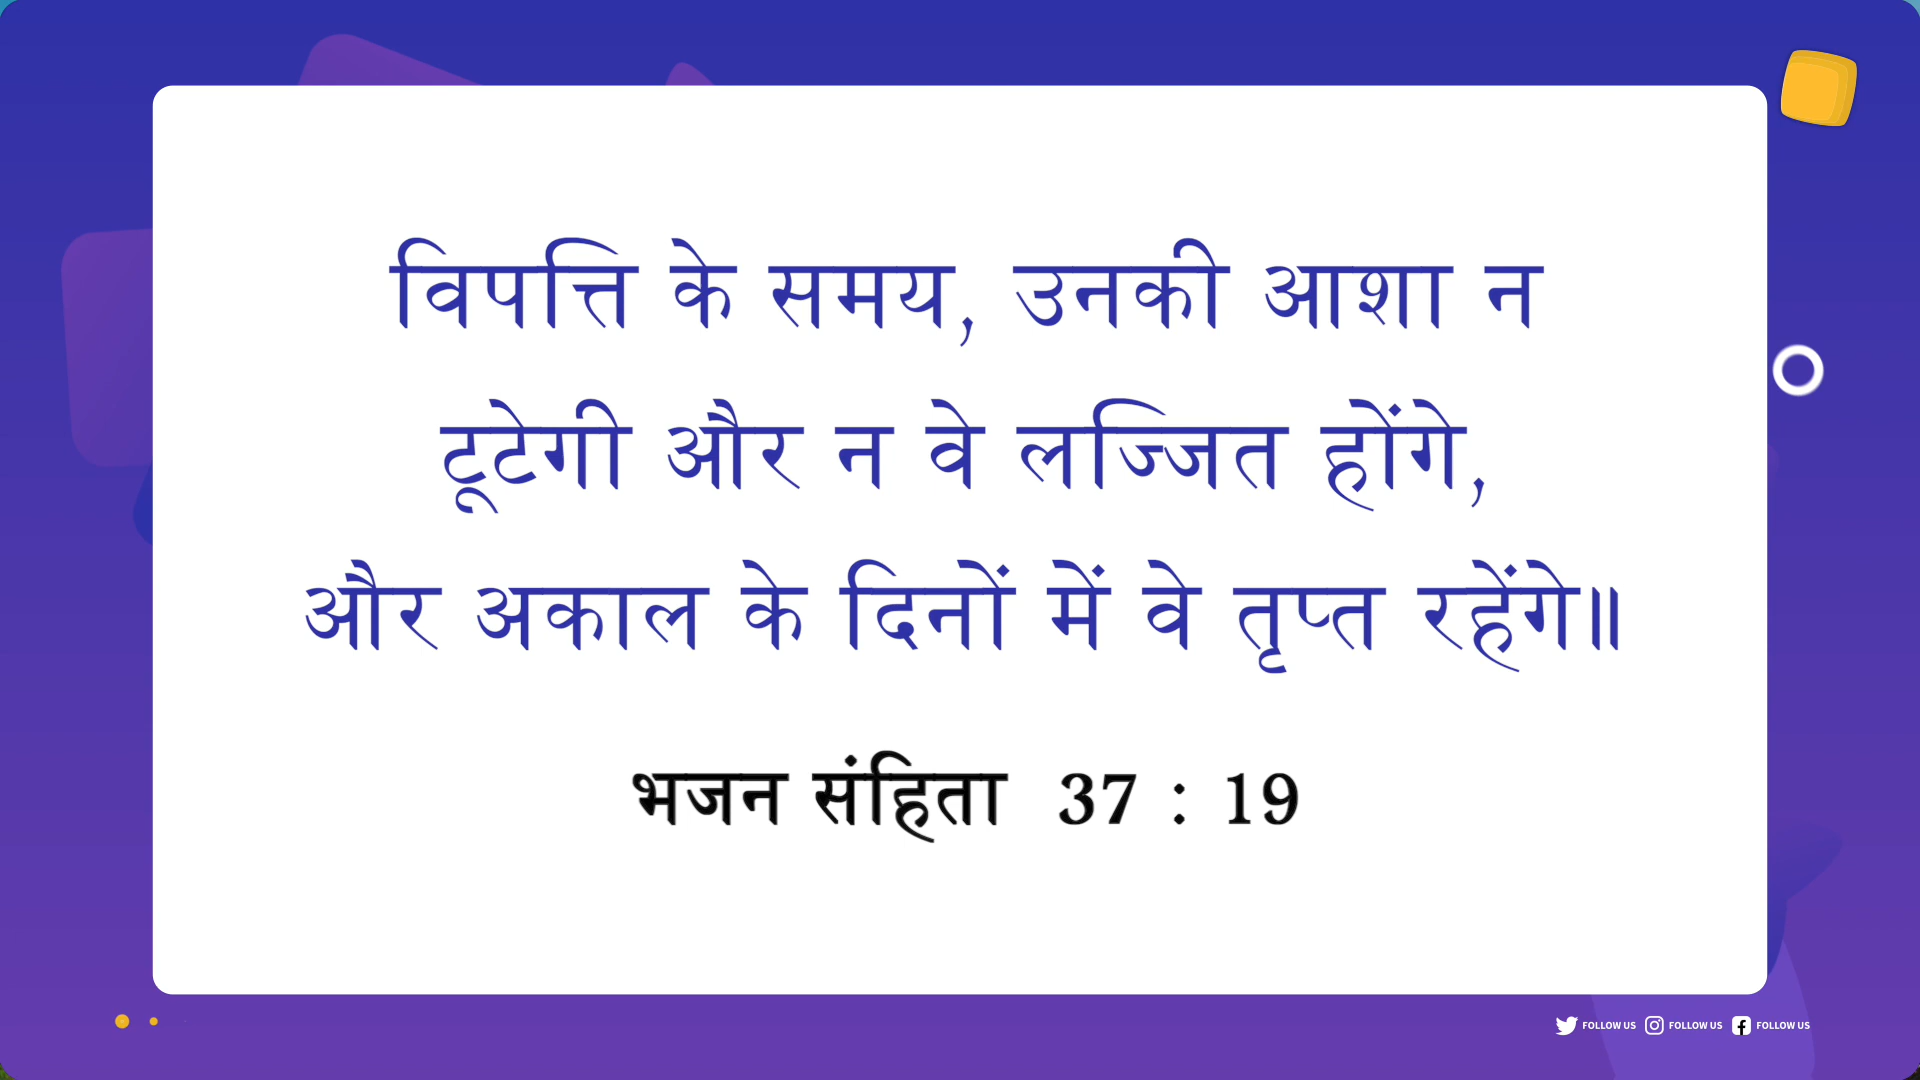 विपत्ति के समय, उनकी आशा न
टूटेगी और न वे लज्जित होंगे,
और अकाल के दिनों में वे तृप्त रहेंगे॥
भजन संहिता 37 : 19
FOLLOW US FOLLOW US FOLLOW US